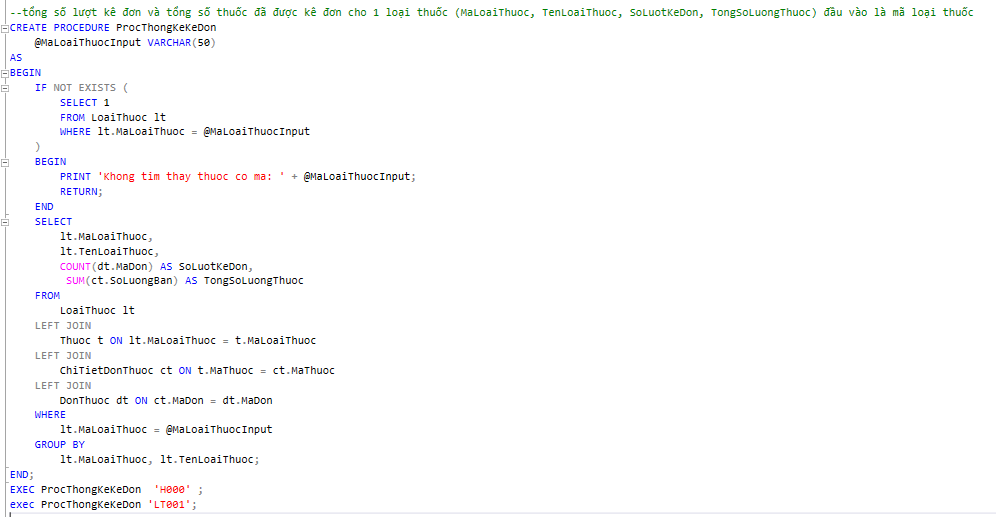 --tổng số lượt kê đơn và tổng số thuốc đã được kê đơn cho 1 loại thuốc (MaLoaiThuoc, TenLoaiThuoc, SoLuotKeDon, TongSoLuongThuoc) đầu vào là mã loại thuốc
CREATE PROCEDURE ProcThongKeKeDon
    @MaLoaiThuocInput VARCHAR(50)
AS
BEGIN
    IF NOT EXISTS (
        SELECT 1
        FROM LoaiThuoc lt
        WHERE lt.MaLoaiThuoc = @MaLoaiThuocInput
    )
    BEGIN
        PRINT 'Khong tim thay thuoc co ma: ' + @MaLoaiThuocInput;
        RETURN;
    END
    SELECT
        lt.MaLoaiThuoc,
        lt.TenLoaiThuoc,
        COUNT(dt.MaDon) AS SoLuotKeDon,
         SUM(ct.SoLuongBan) AS TongSoLuongThuoc
    FROM
        LoaiThuoc lt
    LEFT JOIN
        Thuoc t ON lt.MaLoaiThuoc = t.MaLoaiThuoc
    LEFT JOIN
        ChiTietDonThuoc ct ON t.MaThuoc = ct.MaThuoc
    LEFT JOIN
        DonThuoc dt ON ct.MaDon = dt.MaDon
    WHERE
        lt.MaLoaiThuoc = @MaLoaiThuocInput
    GROUP BY
        lt.MaLoaiThuoc, lt.TenLoaiThuoc;
END;
EXEC ProcThongKeKeDon  'H000' ;
exec ProcThongKeKeDon 'LT001';